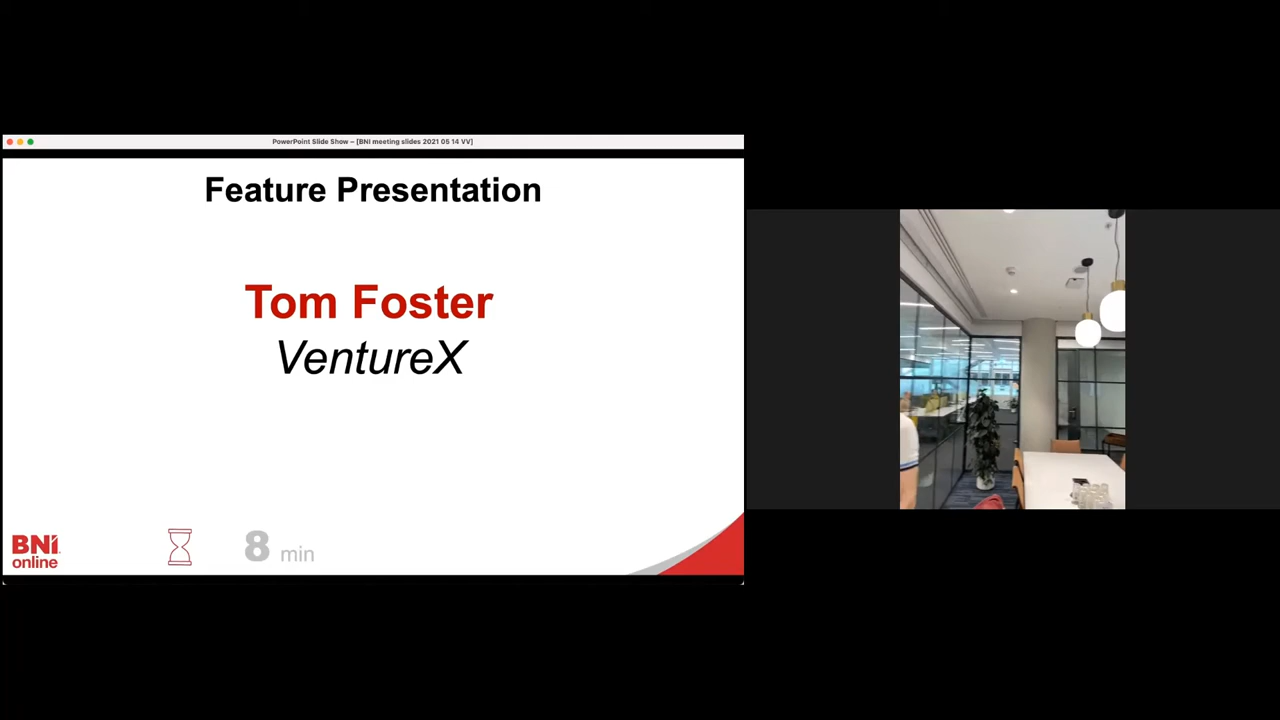 PowerPoint Slide Show – [BNI meeting slides 2021 05 14 VV]
Feature Presentation
Tom Foster
VentureX
BNI
online
8 min